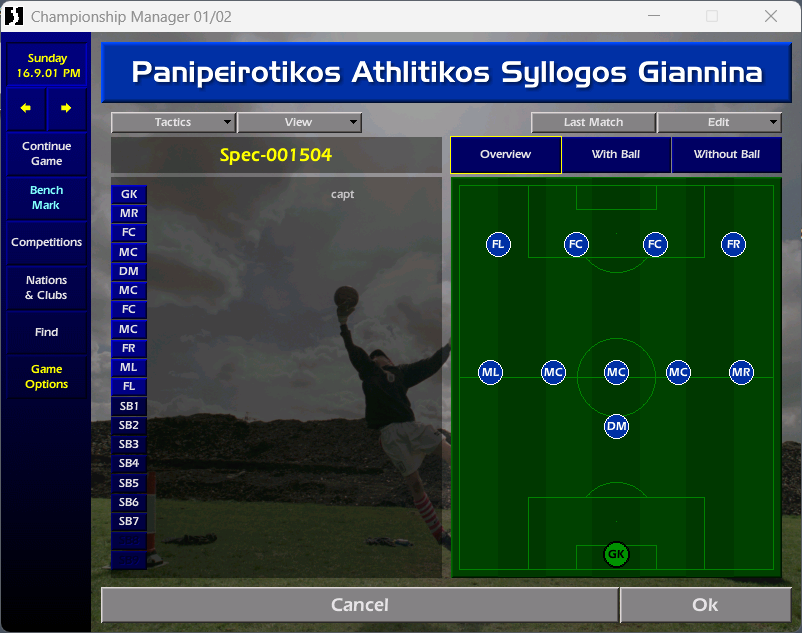 Championship Manager 01/02
Sunday
16.9.01 PM
Continue
Game
Bench
Mark
Competitions
Nations
& Clubs
Find
Game
Options
Panipeirotikos Athlitikos Syllogos Giannina
Tactics View Last Match Edit
Spec-001504
Overview With Ball Without Ball
GK capt
MR
FC
MC
DM
MC
FC
MC
FR
ML
FL
SB1
SB2
SB3
SB4
SB5
SB6
SB7
FL FC FC FR
ML MC MC MC MR
DM
GK
Cancel Ok